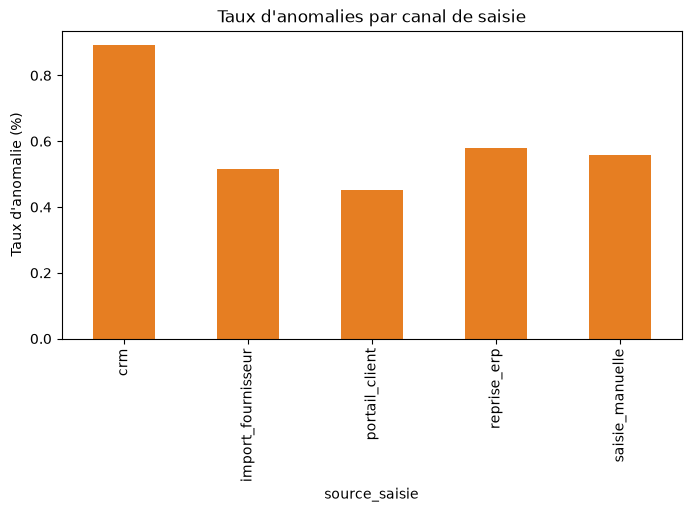 Taux d'anomalies par canal de saisie
Taux d'anomalie (%)
0.8
0.6
0.4
0.2
0.0
crm
import_fournisseur
portail_client
reprise_erp
saisie_manuelle
source_saisie